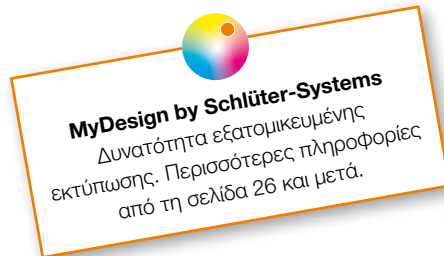 MyDesign by Schlüter-Systems
Δυνατότητα εξατομικευμένης
εκτύπωσης. Περισσότερες πληροφορίες
από τη σελίδα 26 και μετά.